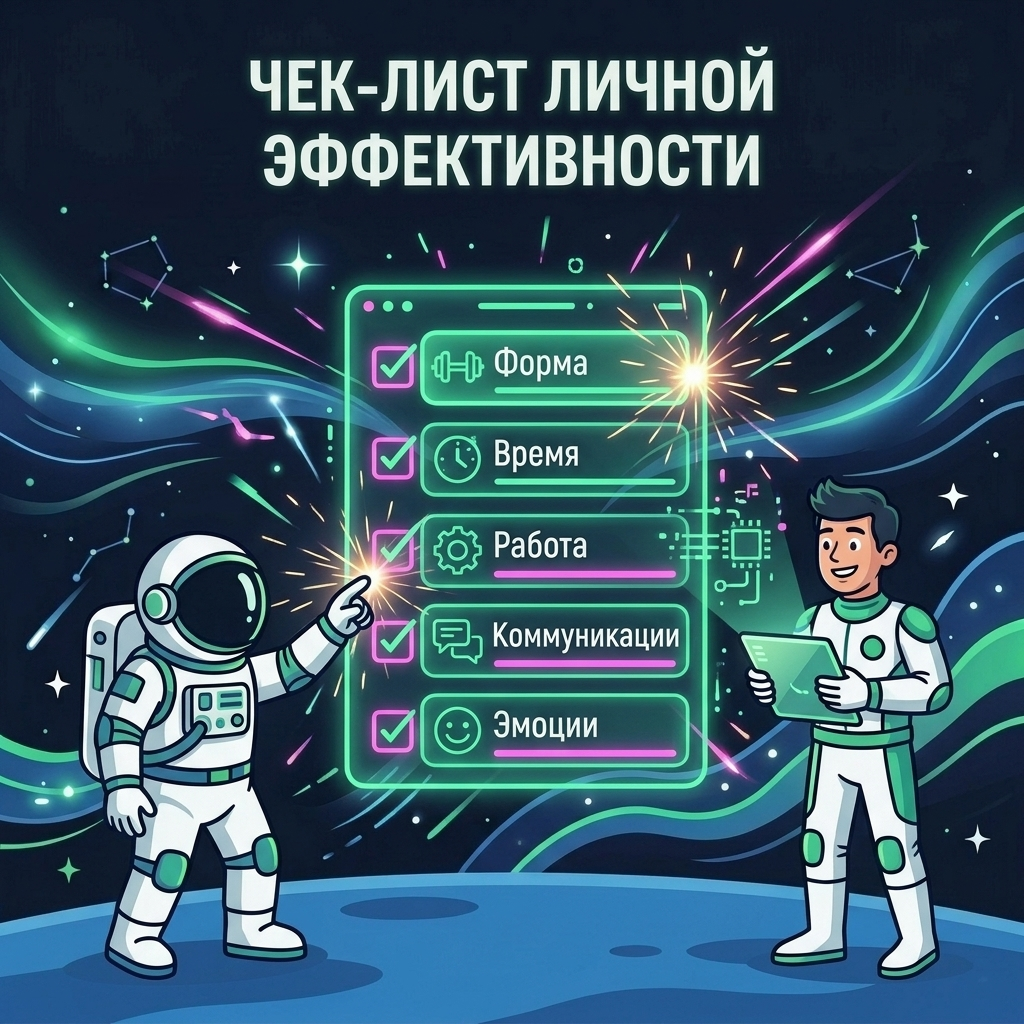 ЧЕК-ЛИСТ ЛИЧНОЙ
ЭФФЕКТИВНОСТИ
Форма
Время
Работа
Коммуникации
Эмоции